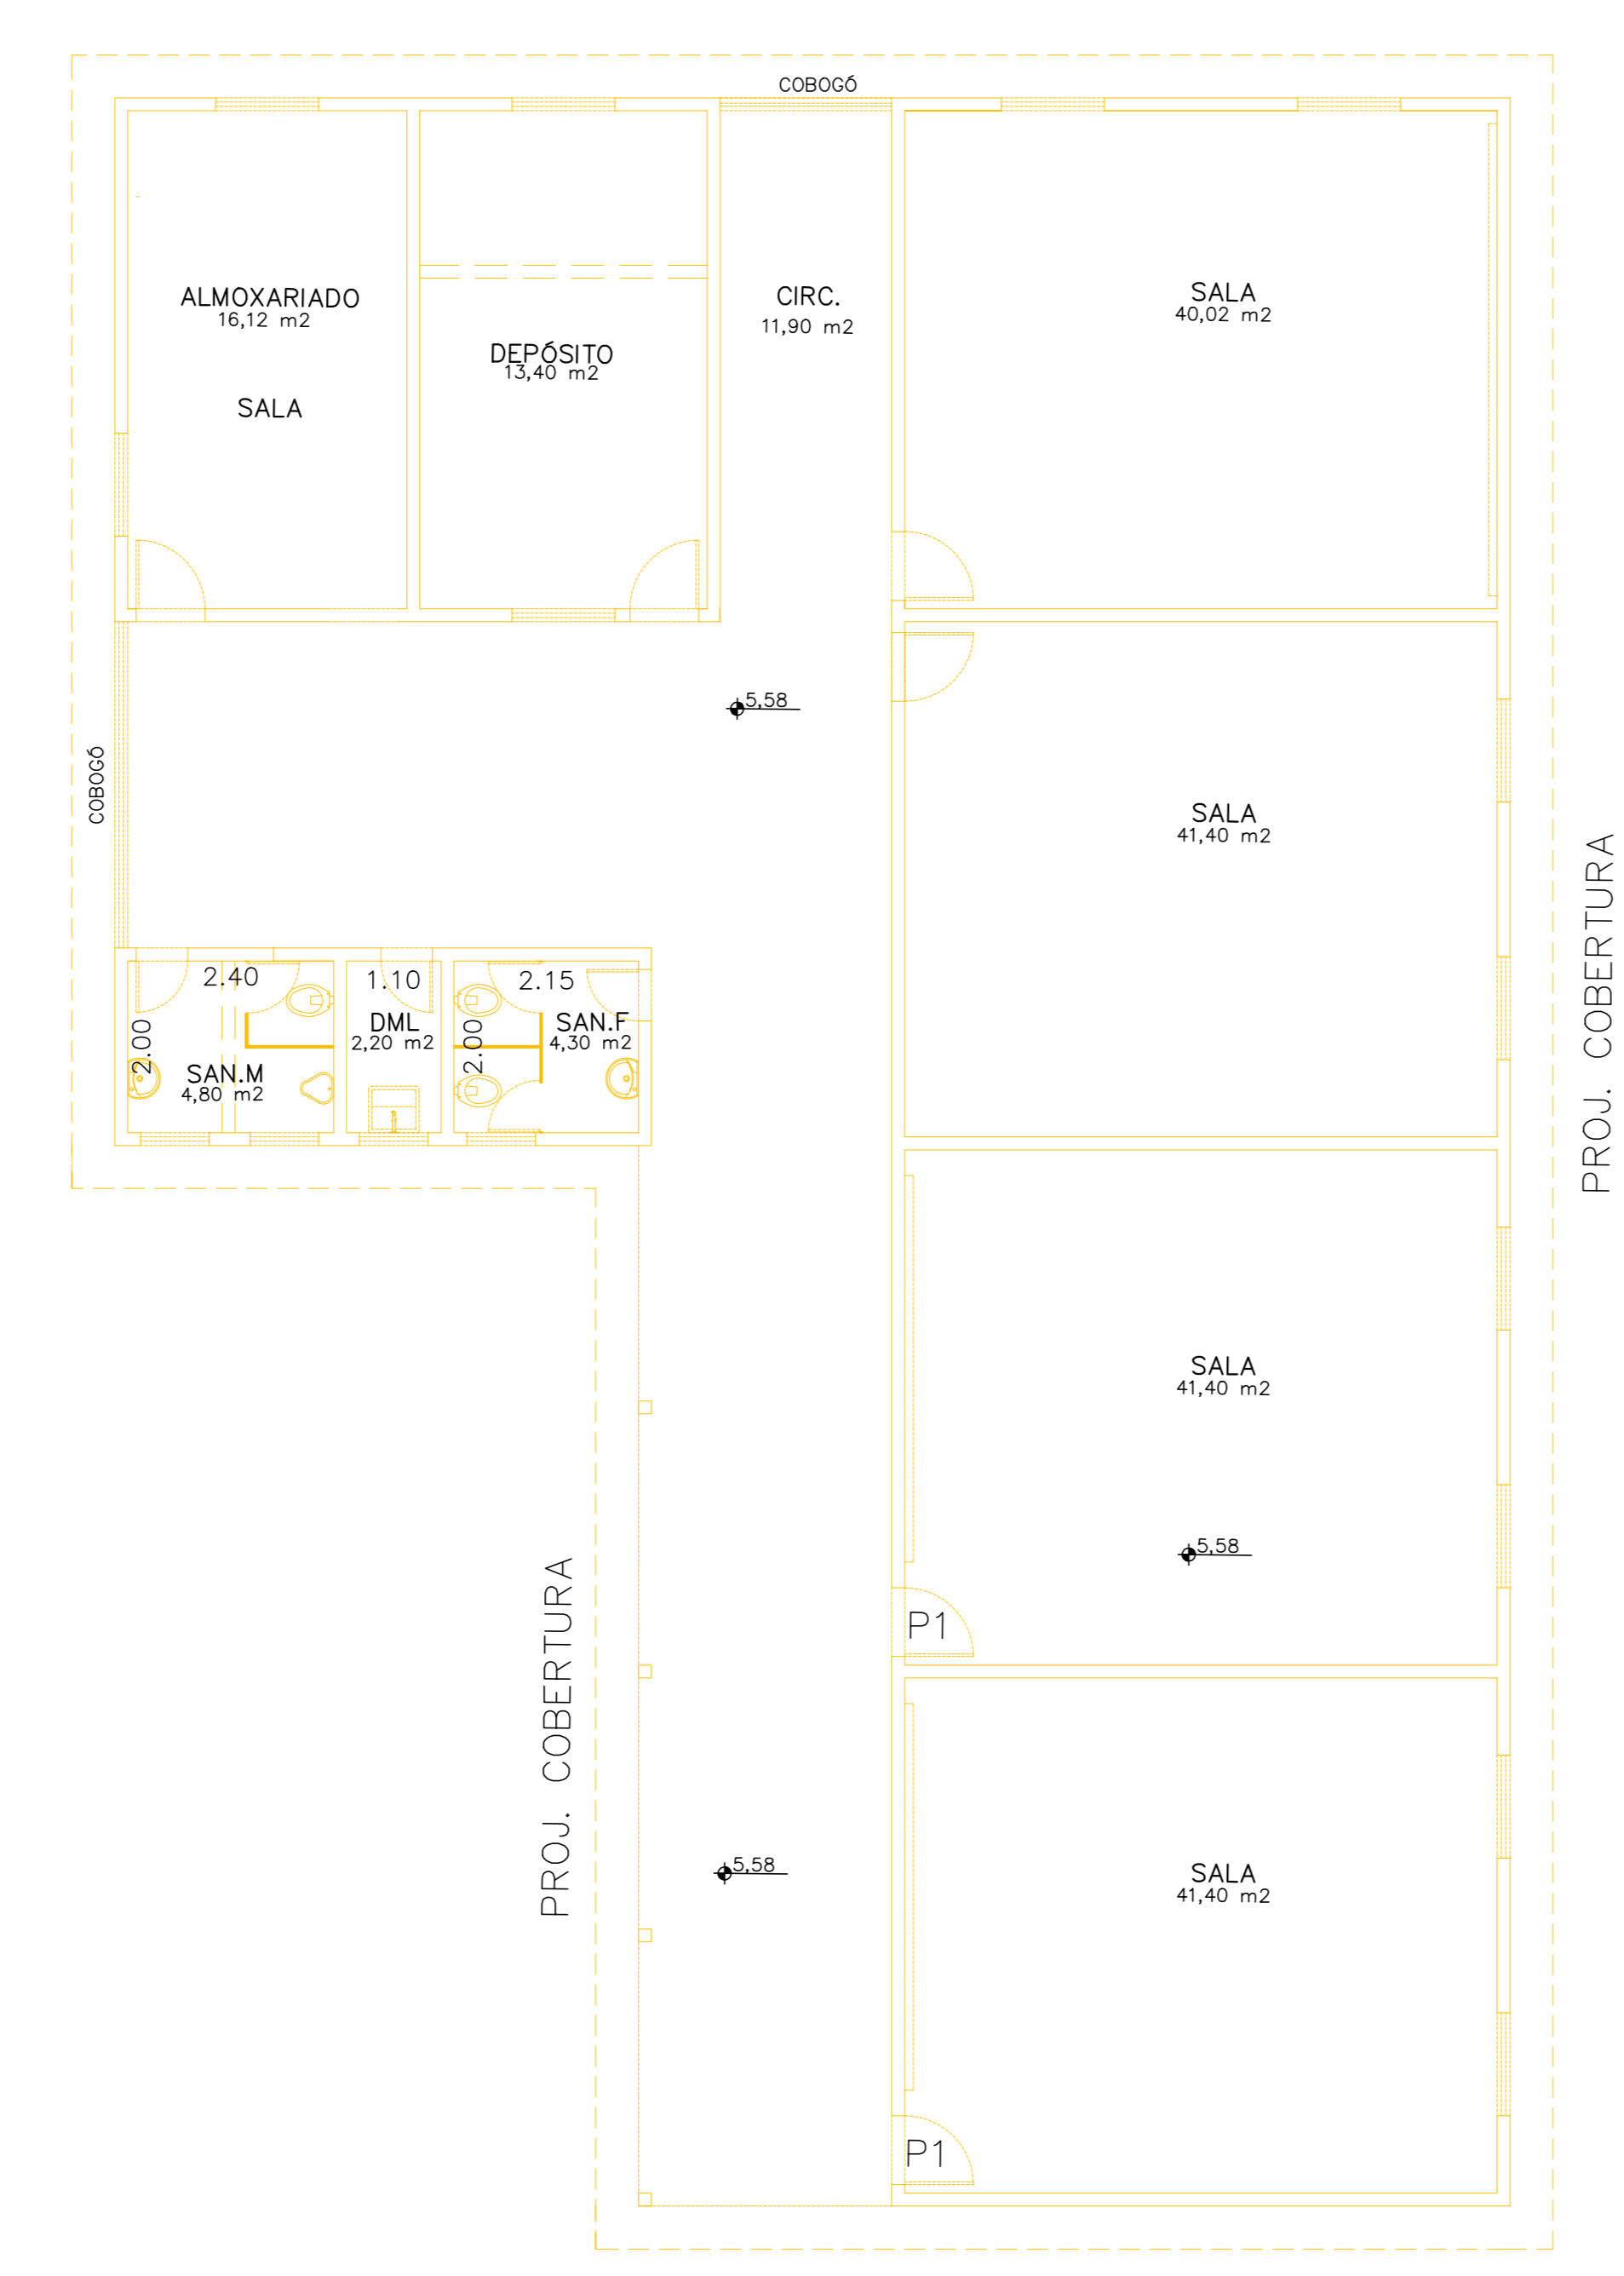 COBOGÓ
ALMOXARIADO
16,12 m2
SALA
DEPÓSITO
13,40 m2
CIRC.
11,90 m2
SALA
40,02 m2
5,58
COBOGÓ
SALA
41,40 m2
PROJ. COBERTURA
2.40
2.00
SAN.M
4,80 m2
1.10
DML
2,20 m2
2.15
2.00
SAN.F
4,30 m2
SALA
41,40 m2
5,58
P1
PROJ. COBERTURA
5,58
SALA
41,40 m2
P1